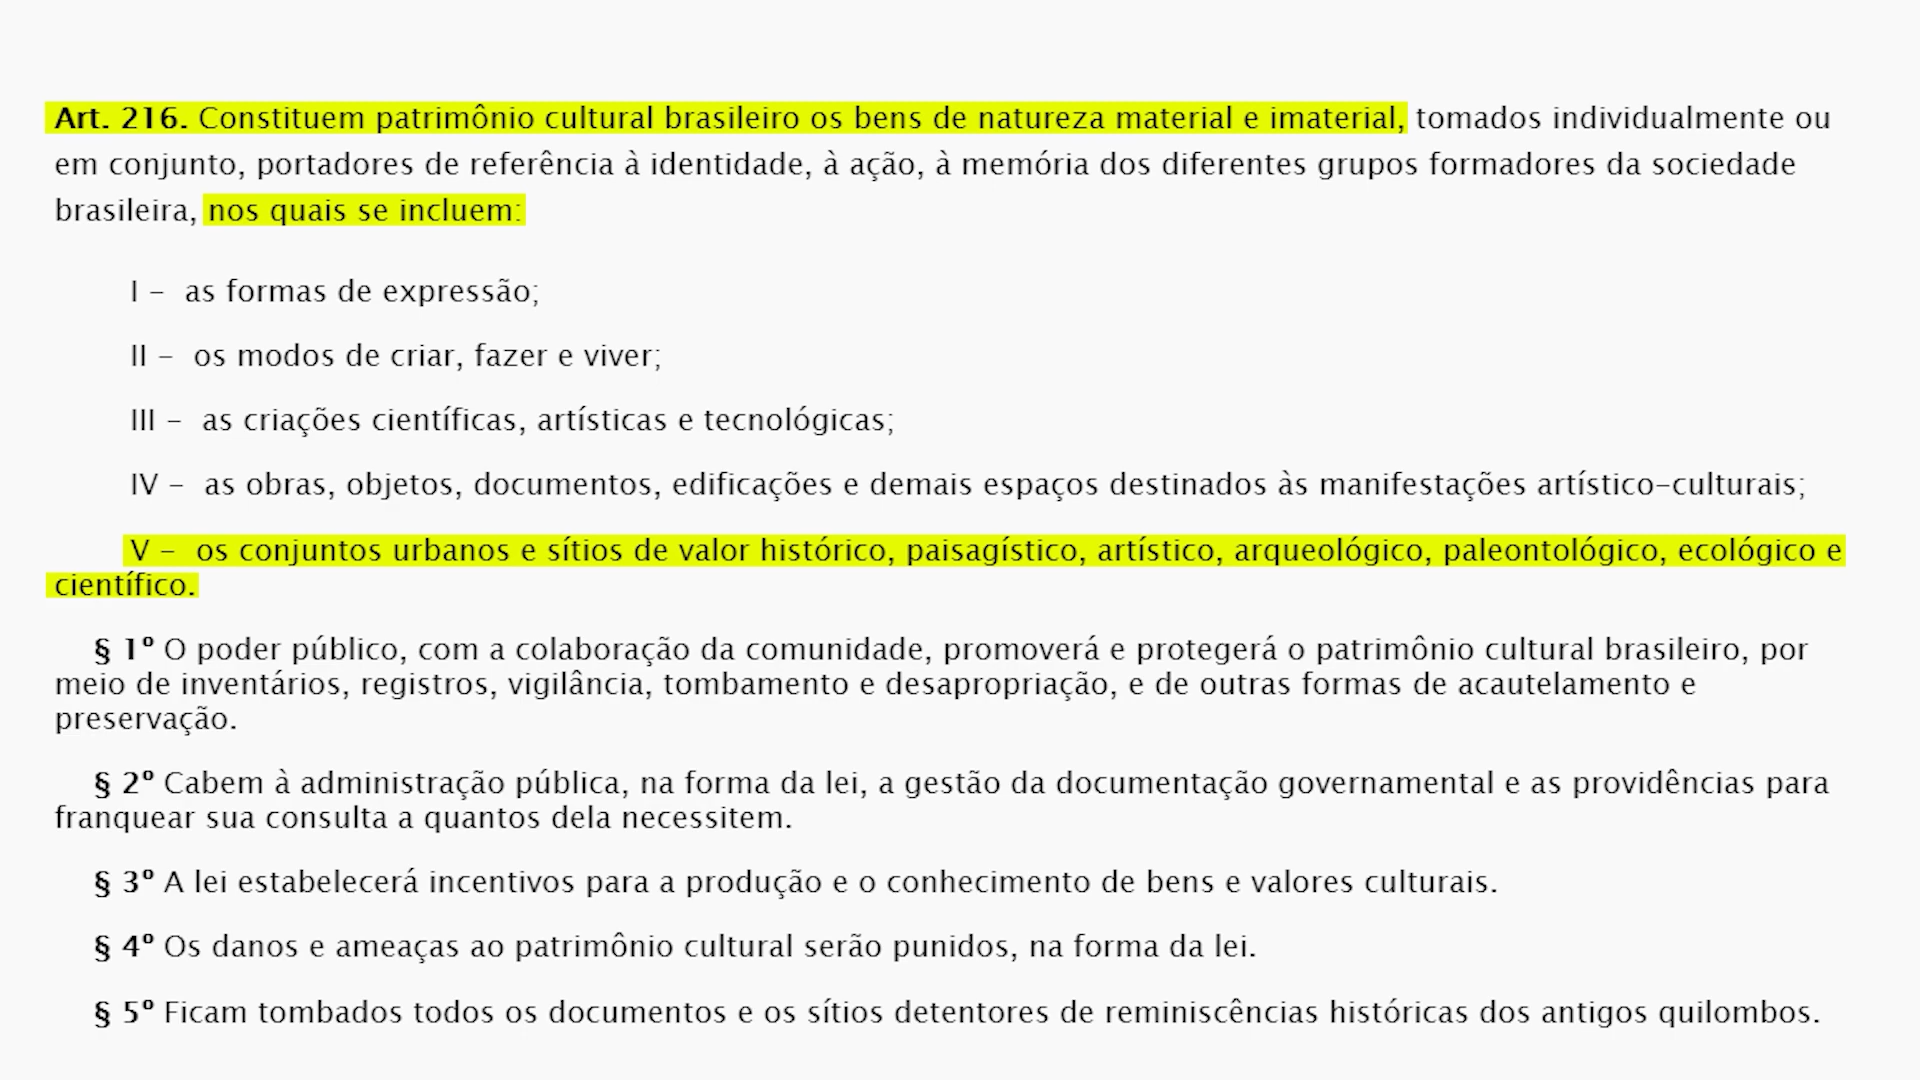 Art. 216. Constituem patrimônio cultural brasileiro os bens de natureza material e imaterial, tomados individualmente ou
em conjunto, portadores de referência à identidade, à ação, à memória dos diferentes grupos formadores da sociedade
brasileira, nos quais se incluem:
I – as formas de expressão;
II – os modos de criar, fazer e viver;
III – as criações científicas, artísticas e tecnológicas;
IV – as obras, objetos, documentos, edificações e demais espaços destinados às manifestações artístico-culturais;
V – os conjuntos urbanos e sítios de valor histórico, paisagístico, artístico, arqueológico, paleontológico, ecológico e
científico.
§ 1º O poder público, com a colaboração da comunidade, promoverá e protegerá o patrimônio cultural brasileiro, por
meio de inventários, registros, vigilância, tombamento e desapropriação, e de outras formas de acautelamento e
preservação.
§ 2º Cabem à administração pública, na forma da lei, a gestão da documentação governamental e as providências para
franquear sua consulta a quantos dela necessitem.
§ 3º A lei estabelecerá incentivos para a produção e o conhecimento de bens e valores culturais.
§ 4º Os danos e ameaças ao patrimônio cultural serão punidos, na forma da lei.
§ 5º Ficam tombados todos os documentos e os sítios detentores de reminiscências históricas dos antigos quilombos.